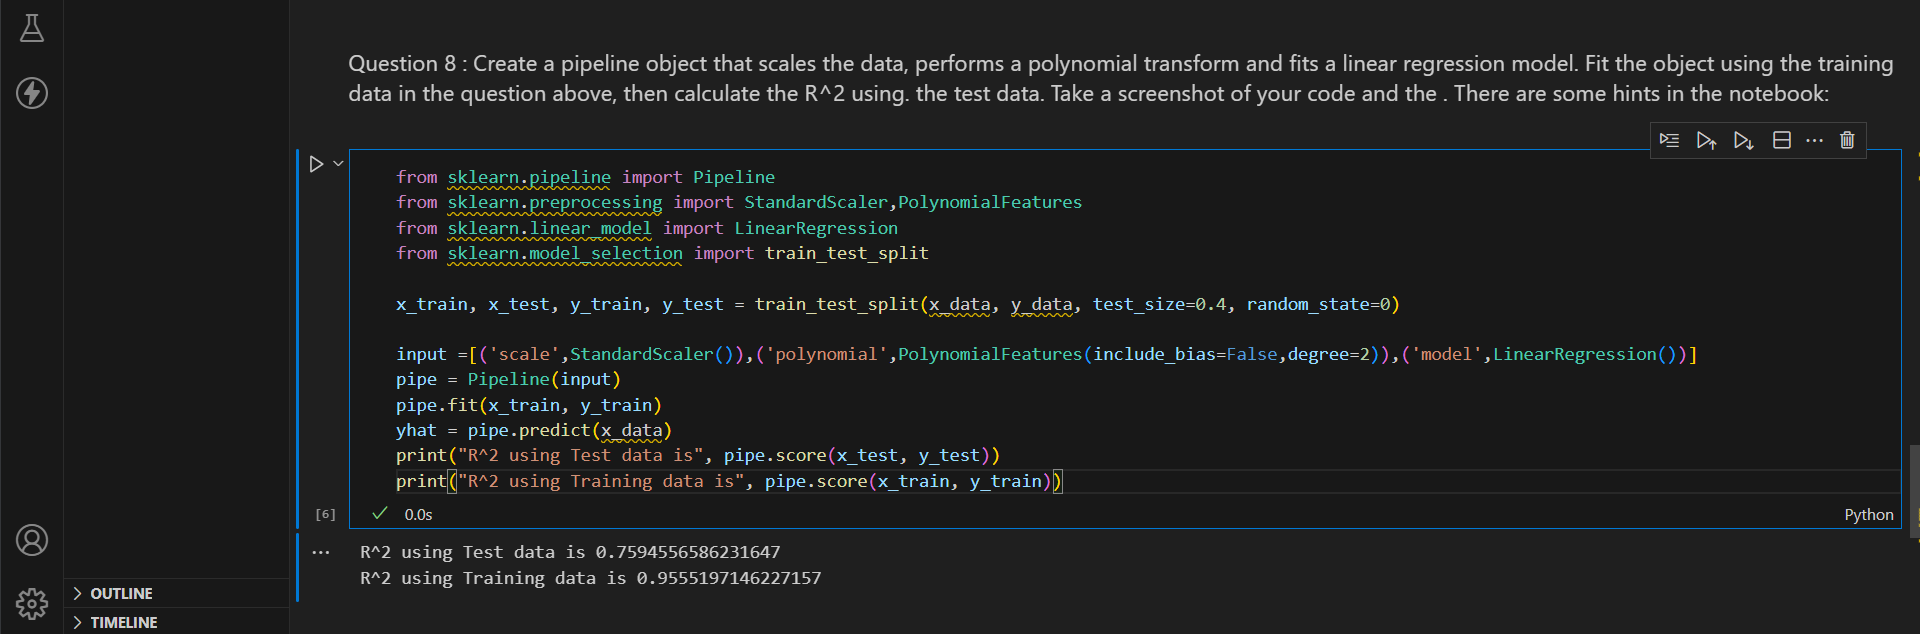 Question 8 : Create a pipeline object that scales the data, performs a polynomial transform and fits a linear regression model. Fit the object using the training
data in the question above, then calculate the R^2 using. the test data. Take a screenshot of your code and the . There are some hints in the notebook:
from sklearn.pipeline import Pipeline
from sklearn.preprocessing import StandardScaler,PolynomialFeatures
from sklearn.linear_model import LinearRegression
from sklearn.model_selection import train_test_split
x_train, x_test, y_train, y_test = train_test_split(x_data, y_data, test_size=0.4, random_state=0)
input =[('scale',StandardScaler()),('polynomial',PolynomialFeatures(include_bias=False,degree=2)),('model',LinearRegression())]
pipe = Pipeline(input)
pipe.fit(x_train, y_train)
yhat = pipe.predict(x_data)
print("R^2 using Test data is", pipe.score(x_test, y_test))
print("R^2 using Training data is", pipe.score(x_train, y_train))
[6] 0.0s Python
R^2 using Test data is 0.7594556586231647
R^2 using Training data is 0.9555197146227157
OUTLINE
TIMELINE